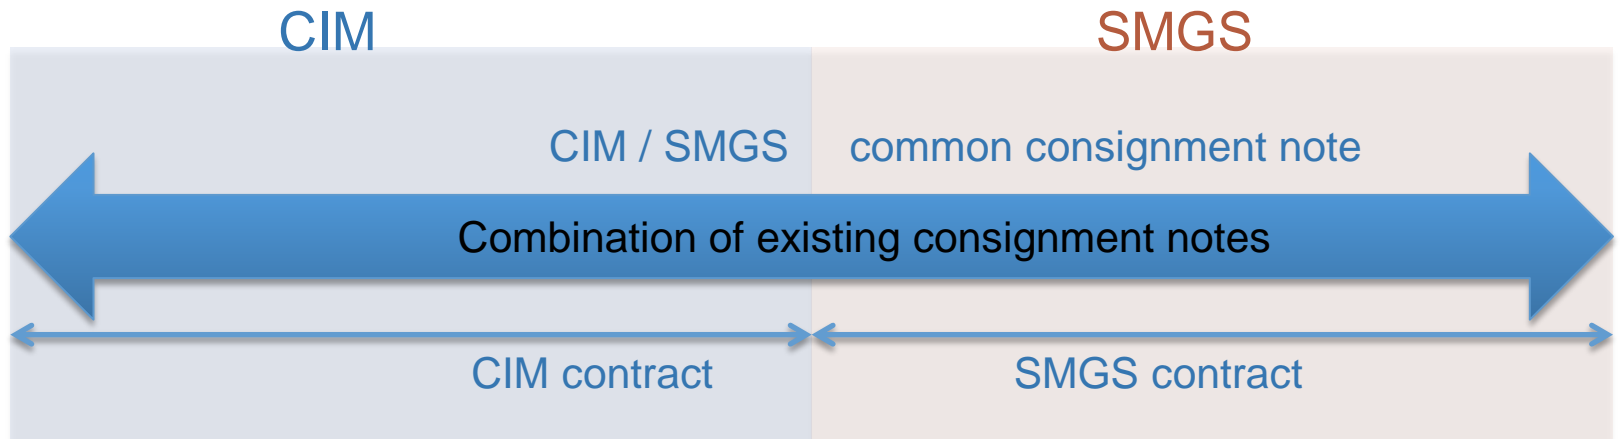 CIM
SMGS
CIM / SMGS common consignment note
Combination of existing consignment notes
CIM contract
SMGS contract